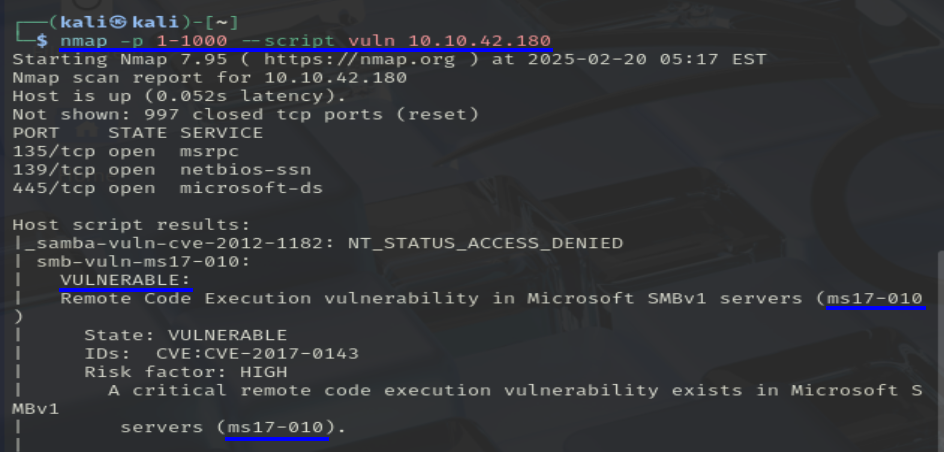 ┌──(kali㉿kali)-[~]
└─$ nmap -p 1-1000 --script vuln 10.10.42.180
Starting Nmap 7.95 ( https://nmap.org ) at 2025-02-20 05:17 EST
Nmap scan report for 10.10.42.180
Host is up (0.052s latency).
Not shown: 997 closed tcp ports (reset)
PORT    STATE SERVICE
135/tcp open  msrpc
139/tcp open  netbios-ssn
445/tcp open  microsoft-ds

Host script results:
|_samba-vuln-cve-2012-1182: NT_STATUS_ACCESS_DENIED
| smb-vuln-ms17-010:
|   VULNERABLE:
|   Remote Code Execution vulnerability in Microsoft SMBv1 servers (ms17-010
)
|     State: VULNERABLE
|     IDs:  CVE:CVE-2017-0143
|     Risk factor: HIGH
|       A critical remote code execution vulnerability exists in Microsoft S
MBv1
|        servers (ms17-010).
|